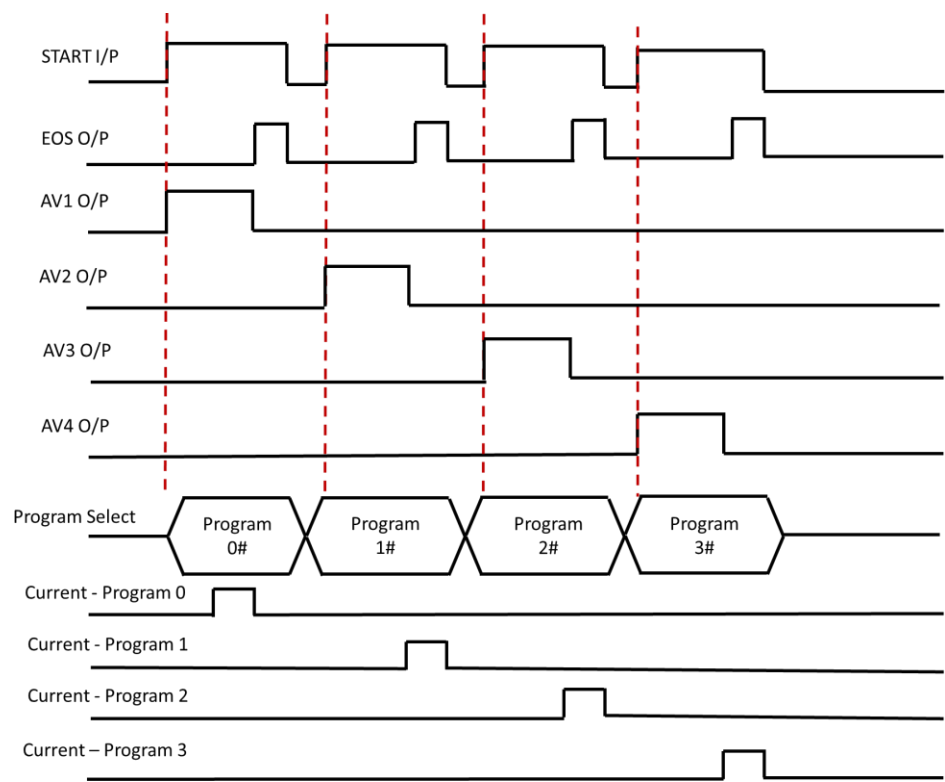 START I/P
EOS O/P
AV1 O/P
AV2 O/P
AV3 O/P
AV4 O/P
Program Select
Program
0#
Program
1#
Program
2#
Program
3#
Current - Program 0
Current - Program 1
Current - Program 2
Current – Program 3